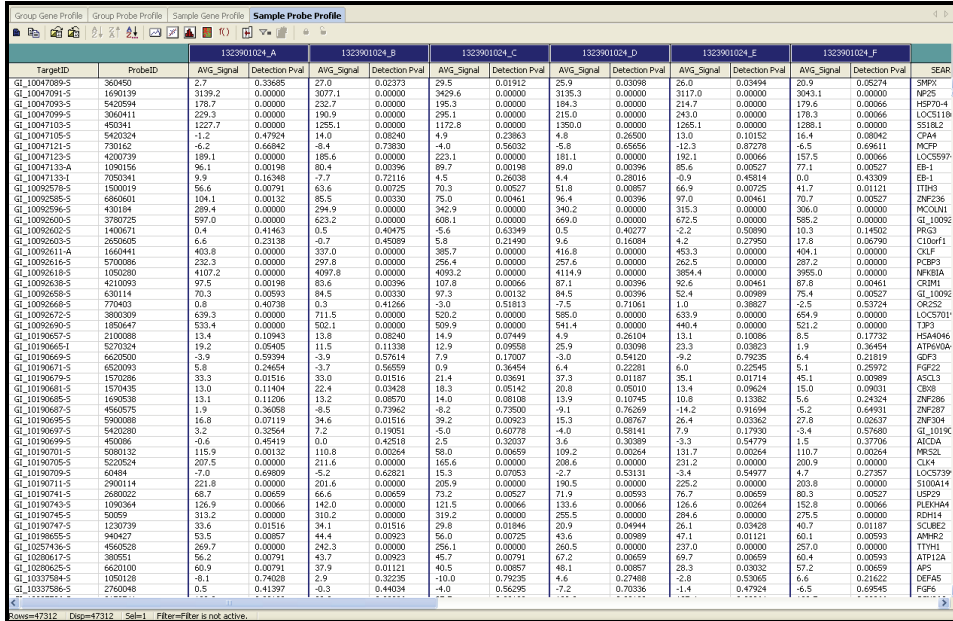 Group Gene Profile Group Probe Profile Sample Gene Profile Sample Probe Profile
1323901024_A 1323901024_B 1323901024_C 1323901024_D 1323901024_E 1323901024_F
TargetID ProbeID AVG_Signal Detection Pval AVG_Signal Detection Pval AVG_Signal Detection Pval AVG_Signal Detection Pval AVG_Signal Detection Pval AVG_Signal Detection Pval SEAR
GI_10047089-S 360450 2.7 0.33685 27.0 0.02373 29.5 0.01912 25.9 0.03098 26.0 0.03494 20.9 0.05274 SMPX
GI_10047091-S 1690139 3139.2 0.00000 3077.1 0.00000 3429.6 0.00000 3135.3 0.00000 3117.0 0.00000 3043.1 0.00000 NP25
GI_10047093-S 5420594 178.7 0.00000 232.7 0.00000 195.3 0.00000 184.3 0.00000 214.7 0.00000 179.6 0.00066 HSP70-4
GI_10047099-S 3060411 229.3 0.00000 190.9 0.00000 295.1 0.00000 215.0 0.00000 243.0 0.00000 178.3 0.00066 LOC5118
GI_10047103-S 450341 1227.7 0.00000 1255.1 0.00000 1172.8 0.00000 1350.0 0.00000 1265.1 0.00000 1288.1 0.00000 SS18L2
GI_10047105-S 5420324 -1.2 0.47924 14.0 0.08240 4.9 0.23863 4.8 0.26500 13.0 0.10152 16.4 0.08042 CPA4
GI_10047121-S 730162 -6.2 0.66842 -8.4 0.73830 -4.0 0.56032 -5.8 0.65656 -12.3 0.87278 -6.5 0.69611 MCFP
GI_10047123-S 4200739 189.1 0.00000 185.6 0.00000 223.1 0.00000 181.1 0.00000 192.1 0.00066 157.5 0.00066 LOC5597
GI_10047133-A 1090156 96.1 0.00198 80.4 0.00396 89.7 0.00198 89.0 0.00396 85.6 0.00527 77.1 0.00527 EB-1
GI_10047133-I 7050341 9.9 0.16348 -7.7 0.72116 4.5 0.26038 4.4 0.28016 -0.9 0.45814 0.0 0.43309 EB-1
GI_10092578-S 1500019 56.6 0.00791 63.6 0.00725 70.3 0.00527 51.8 0.00857 66.9 0.00725 41.7 0.01121 ITIH3
GI_10092585-S 6860601 104.1 0.00132 85.5 0.00330 75.0 0.00461 96.4 0.00396 97.0 0.00461 70.7 0.00527 ZNF236
GI_10092596-S 430184 289.4 0.00000 294.9 0.00000 342.9 0.00000 340.2 0.00000 315.3 0.00000 306.0 0.00000 MCOLN1
GI_10092600-S 3780725 597.0 0.00000 623.2 0.00000 608.1 0.00000 669.0 0.00000 672.5 0.00000 585.2 0.00000 GI_10092
GI_10092602-S 1400671 0.4 0.41463 0.5 0.40475 -5.6 0.63349 0.5 0.40277 -2.2 0.50890 10.3 0.14502 PRG3
GI_10092603-S 2650605 6.6 0.23138 -0.7 0.45089 5.8 0.21490 9.6 0.16084 4.2 0.27950 17.8 0.06790 C10orf1
GI_10092611-A 1660441 403.8 0.00000 337.0 0.00000 385.7 0.00000 416.8 0.00000 453.3 0.00000 404.1 0.00000 CKLF
GI_10092616-S 5700086 232.3 0.00000 297.8 0.00000 256.4 0.00000 257.6 0.00000 262.5 0.00000 287.2 0.00000 PCBP3
GI_10092618-S 1050280 4107.2 0.00000 4097.8 0.00000 4093.2 0.00000 4114.9 0.00000 3854.4 0.00000 3955.0 0.00000 NFKBIA
GI_10092638-S 4210093 97.5 0.00198 83.6 0.00396 107.8 0.00066 87.1 0.00396 92.6 0.00461 87.8 0.00461 CRIM1
GI_10092658-S 630114 70.3 0.00593 84.5 0.00330 97.3 0.00132 84.5 0.00396 52.4 0.00989 75.4 0.00527 GI_10092
GI_10092668-S 770403 0.8 0.40738 0.3 0.41266 -3.0 0.51813 -7.5 0.71061 1.0 0.38827 -2.5 0.53724 OR2S2
GI_10092672-S 3800309 639.3 0.00000 711.5 0.00000 520.2 0.00000 585.0 0.00000 633.9 0.00000 654.9 0.00000 LOC5701
GI_10092690-S 1850647 533.4 0.00000 502.1 0.00000 509.9 0.00000 541.4 0.00000 440.4 0.00000 521.2 0.00000 TJP3
GI_10190657-S 2100088 13.4 0.10943 13.8 0.08240 14.9 0.07449 4.9 0.26104 13.1 0.10086 8.5 0.17732 HSA4046
GI_10190665-I 5270324 19.2 0.05405 11.5 0.11338 12.9 0.09558 25.9 0.03098 23.3 0.03823 1.9 0.36454 ATP6V0A
GI_10190669-S 6620500 -3.9 0.59394 -3.9 0.57614 7.9 0.17007 -3.0 0.54120 -9.2 0.79235 6.4 0.21819 GDF3
GI_10190671-S 6520093 5.8 0.24654 -3.7 0.56559 0.9 0.36454 6.4 0.22281 6.0 0.22545 5.1 0.25972 FGF22
GI_10190679-S 1570286 33.3 0.01516 33.0 0.01516 21.4 0.03691 37.3 0.01187 35.1 0.01714 45.1 0.00989 ASCL3
GI_10190681-S 1570435 13.0 0.11404 22.4 0.03428 18.3 0.05142 20.8 0.05010 13.4 0.09624 15.0 0.09031 CBX8
GI_10190685-S 1690538 13.1 0.11206 13.2 0.08570 14.0 0.08108 13.9 0.10745 10.8 0.13382 5.6 0.24324 ZNF286
GI_10190687-S 4560575 1.9 0.36058 -8.5 0.73962 -8.2 0.73500 -9.1 0.76269 -14.2 0.91694 -5.2 0.64931 ZNF287
GI_10190695-S 5900088 16.8 0.07119 34.6 0.01516 39.2 0.00923 15.3 0.08767 26.4 0.03362 27.8 0.02637 ZNF304
GI_10190697-S 5420280 3.2 0.32564 7.2 0.19051 -5.0 0.60778 -4.0 0.58141 7.9 0.17930 -3.4 0.57680 GI_1019C
GI_10190699-S 450086 -0.6 0.45419 0.0 0.42518 2.5 0.32037 3.6 0.30389 -3.3 0.54779 1.5 0.37706 AICDA
GI_10190701-S 5080132 115.9 0.00132 110.8 0.00264 58.0 0.00659 109.2 0.00264 131.7 0.00264 110.7 0.00264 MRS2L
GI_10190705-S 5220524 207.5 0.00000 211.6 0.00000 165.6 0.00000 208.6 0.00000 231.2 0.00000 200.9 0.00000 CLK4
GI_10190709-S 60484 -7.0 0.69809 -5.2 0.62821 15.3 0.07053 -2.7 0.53131 -3.4 0.54907 4.7 0.27357 LOC5739
GI_10190711-S 2900114 221.8 0.00000 201.6 0.00000 205.9 0.00000 190.5 0.00000 225.2 0.00000 203.8 0.00000 S100A14
GI_10190741-S 2680022 68.7 0.00659 66.6 0.00659 73.2 0.00527 71.9 0.00593 76.7 0.00659 80.3 0.00527 USP29
GI_10190743-S 1090364 126.9 0.00066 142.0 0.00000 121.5 0.00066 133.6 0.00066 126.6 0.00264 152.8 0.00066 PLEKHA4
GI_10190745-S 50059 313.2 0.00000 310.2 0.00000 319.2 0.00000 255.5 0.00000 284.6 0.00000 275.5 0.00000 RDH14
GI_10190747-S 1230739 33.6 0.01516 34.1 0.01516 29.8 0.01846 20.9 0.04944 26.1 0.03428 40.7 0.01187 SCUBE2
GI_10198655-S 940427 53.5 0.00857 44.4 0.00923 56.0 0.00725 43.6 0.00989 47.1 0.01121 60.1 0.00593 AMHR2
GI_10257436-S 4560528 269.7 0.00000 242.3 0.00000 256.1 0.00000 260.5 0.00000 237.0 0.00000 257.0 0.00000 TTYH1
GI_10280617-S 380551 56.2 0.00791 43.7 0.00923 45.7 0.00791 67.2 0.00659 69.7 0.00659 60.4 0.00593 ATP12A
GI_10280625-S 6620100 60.9 0.00791 37.9 0.01121 40.5 0.00857 48.1 0.00857 28.3 0.03032 57.2 0.00659 APS
GI_10337584-S 1050128 -8.1 0.74028 2.9 0.32235 -10.0 0.79235 4.6 0.27488 -2.8 0.53065 6.6 0.21622 DEFA5
GI_10337586-S 2760048 0.5 0.41397 -0.3 0.44034 -4.0 0.56295 -7.2 0.70336 -1.4 0.47924 -6.5 0.69545 FGF6
Rows=47312 Disp=47312 Sel=1 Filter=Filter is not active.